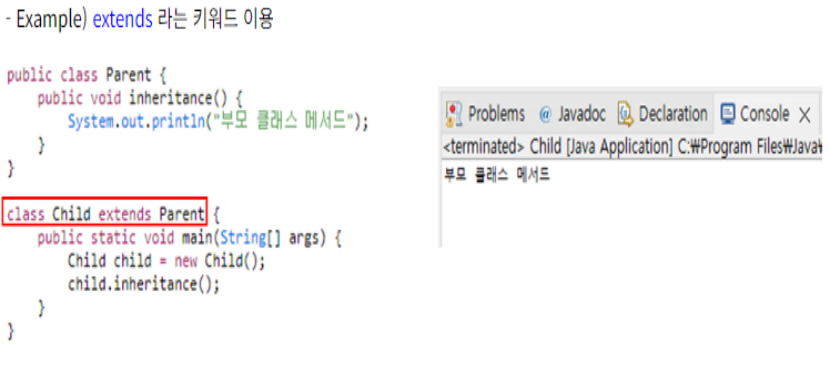 - Example) extends 라는 키워드 이용
public class Parent {
public void inheritance() {
System.out.println("부모 클래스 메서드");
}
}
class Child extends Parent {
public static void main(String[] args) {
Child child = new Child();
child.inheritance();
}
}
Problems @ Javadoc Declaration Console
<terminated> Child [Java Application] C:₩Program Files₩Java₩
부모 클래스 메서드